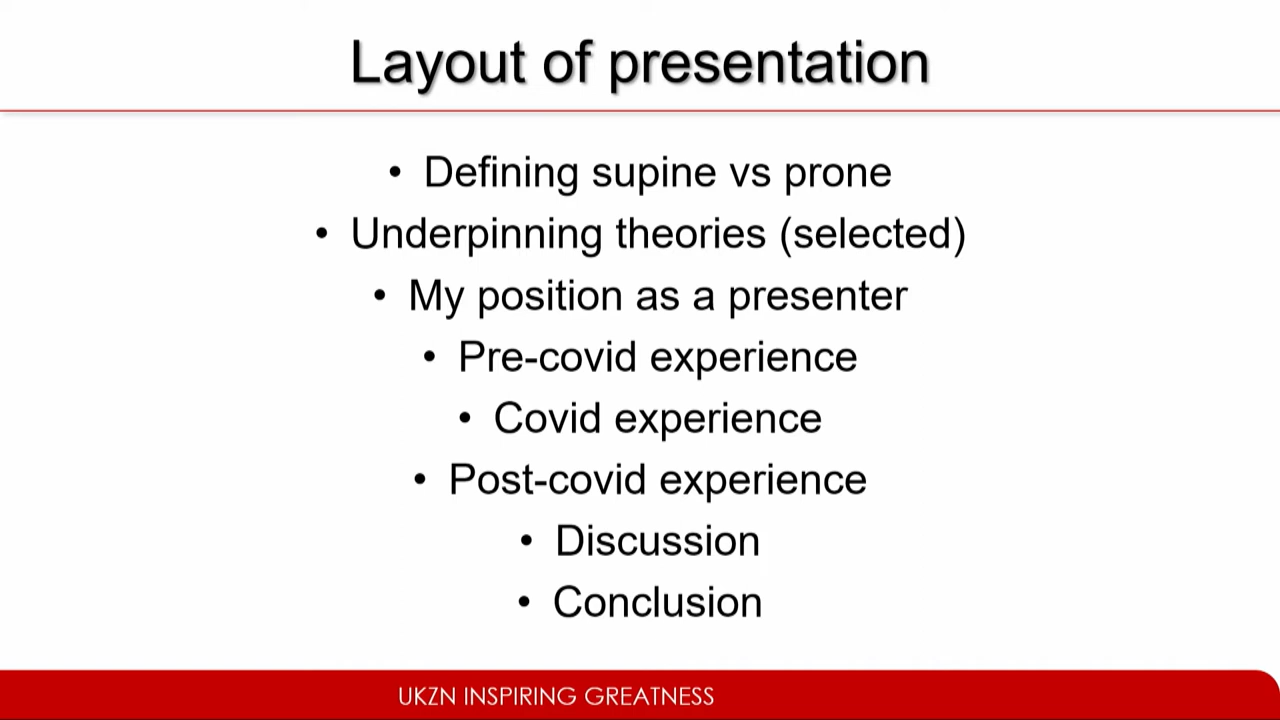 Layout of presentation
• Defining supine vs prone
• Underpinning theories (selected)
• My position as a presenter
• Pre-covid experience
• Covid experience
• Post-covid experience
• Discussion
• Conclusion
UKZN INSPIRING GREATNESS